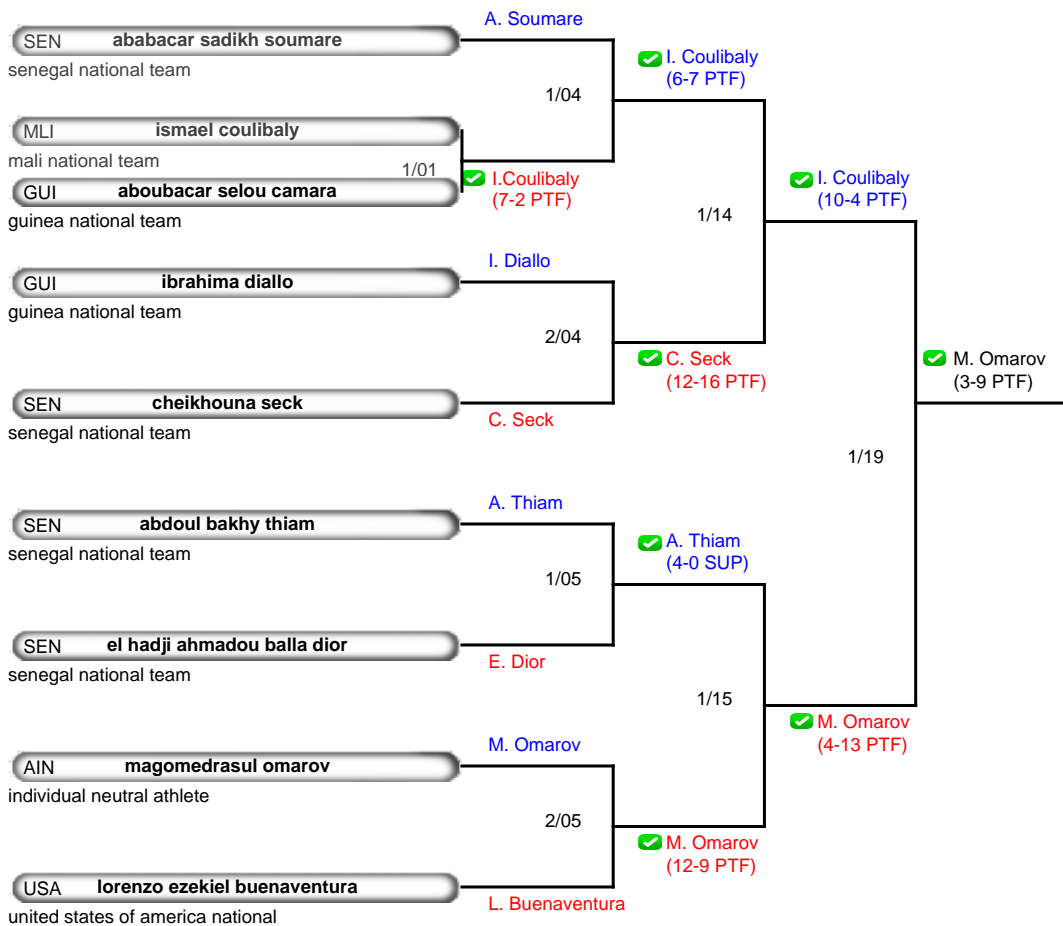 A. Soumare
SEN ababacar sadikh soumare
senegal national team
I. Coulibaly
(6-7 PTF)
1/04
MLI ismael coulibaly
mali national team
1/01
I.Coulibaly
(7-2 PTF)
GUI aboubacar selou camara
guinea national team
I. Coulibaly
(10-4 PTF)
1/14
I. Diallo
GUI ibrahima diallo
guinea national team
2/04
C. Seck
(12-16 PTF)
M. Omarov
(3-9 PTF)
SEN cheikhouna seck
senegal national team
C. Seck
1/19
A. Thiam
SEN abdoul bakhy thiam
senegal national team
A. Thiam
(4-0 SUP)
1/05
SEN el hadji ahmadou balla dior
senegal national team
E. Dior
1/15
M. Omarov
(4-13 PTF)
M. Omarov
AIN magomedrasul omarov
individual neutral athlete
2/05
M. Omarov
(12-9 PTF)
USA lorenzo ezekiel buenaventura
united states of america national
L. Buenaventura